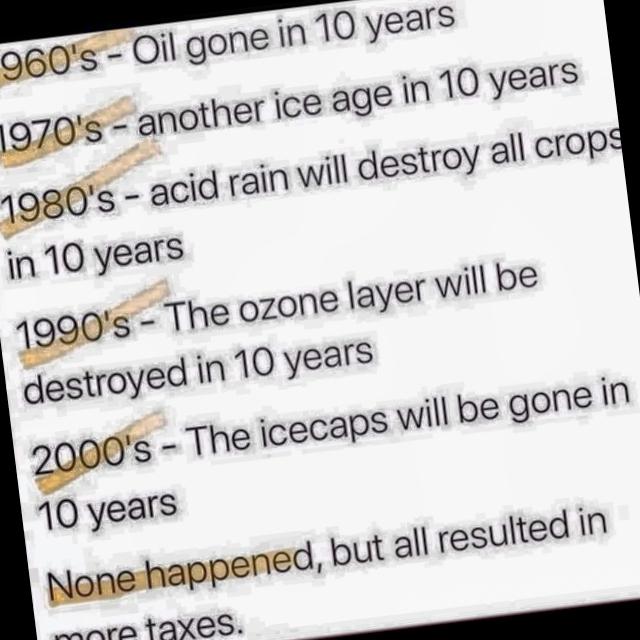 960's - Oil gone in 10 years
1970's - another ice age in 10 years
1980's - acid rain will destroy all crops
in 10 years
1990's - The ozone layer will be
destroyed in 10 years
2000's - The icecaps will be gone in
10 years
None happened, but all resulted in
more taxes.